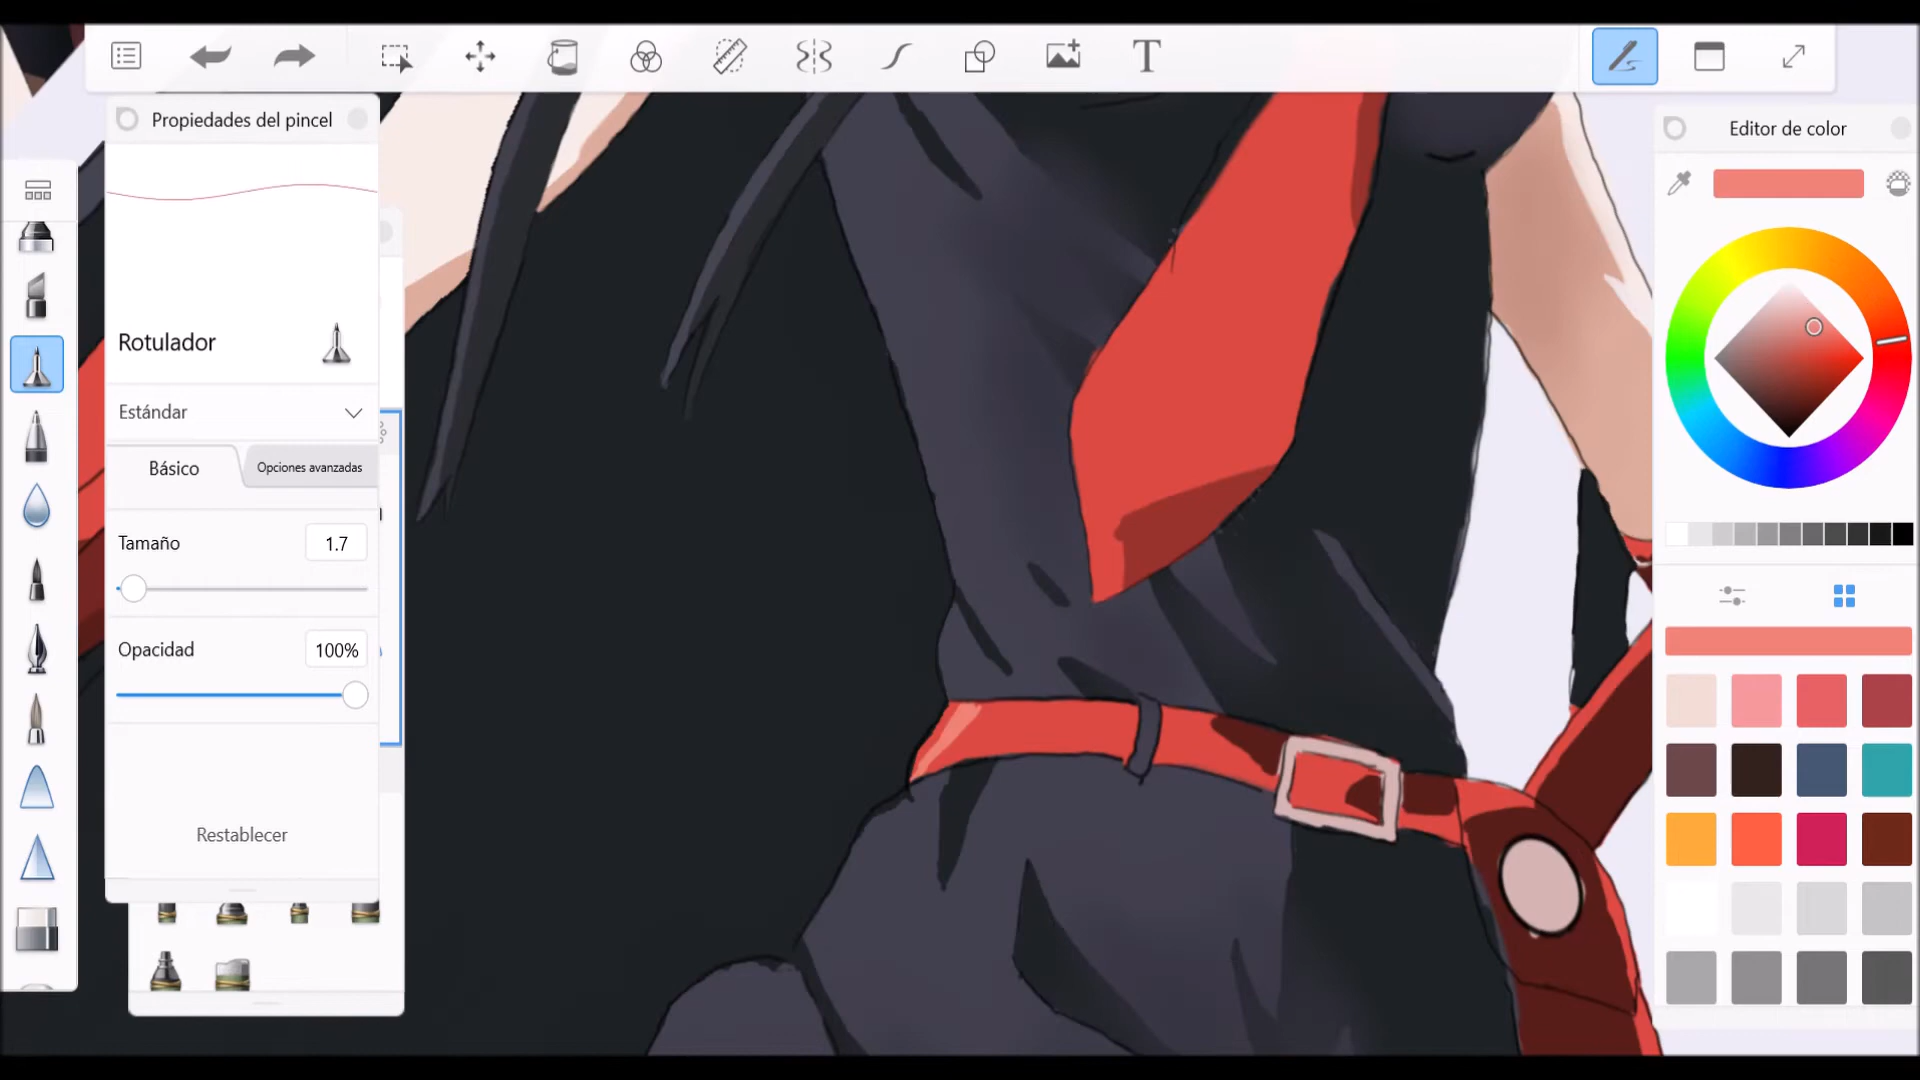 T
Propiedades del pincel
Editor de color
Rotulador
Estándar
Básico
Opciones avanzadas
Tamaño
1.7
Opacidad
100%
Restablecer